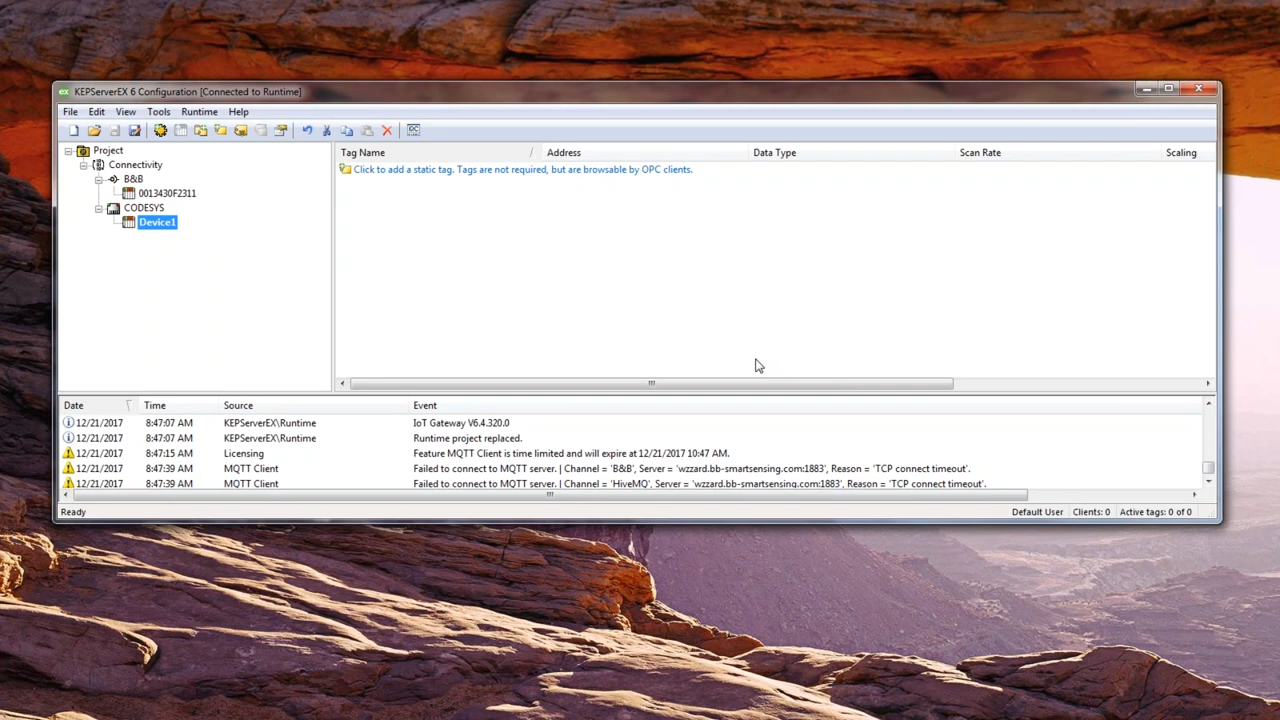 KEPServerEX 6 Configuration [Connected to Runtime]
File Edit View Tools Runtime Help
Project
Connectivity
B&B
0013430F2311
CODESYS
Device1
Tag Name / Address Data Type Scan Rate Scaling
Click to add a static tag. Tags are not required, but are browsable by OPC clients.
Date Time Source Event
12/21/2017 8:47:07 AM KEPServerEX\Runtime IoT Gateway V6.4.320.0
12/21/2017 8:47:07 AM KEPServerEX\Runtime Runtime project replaced.
12/21/2017 8:47:15 AM Licensing Feature MQTT Client is time limited and will expire at 12/21/2017 10:47 AM.
12/21/2017 8:47:39 AM MQTT Client Failed to connect to MQTT server. | Channel = 'B&B', Server = 'wzzard.bb-smartsensing.com:1883', Reason = 'TCP connect timeout'.
12/21/2017 8:47:39 AM MQTT Client Failed to connect to MQTT server. | Channel = 'HiveMQ', Server = 'wzzard.bb-smartsensing.com:1883', Reason = 'TCP connect timeout'.
Ready Default User Clients: 0 Active tags: 0 of 0